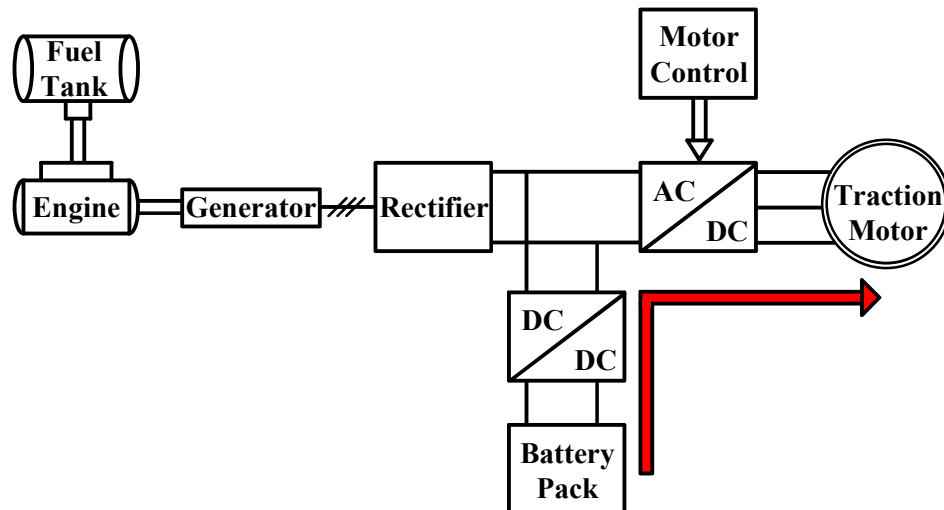 Fuel
Tank
Motor
Control
Engine
Generator
Rectifier
AC
DC
Traction
Motor
DC
DC
Battery
Pack